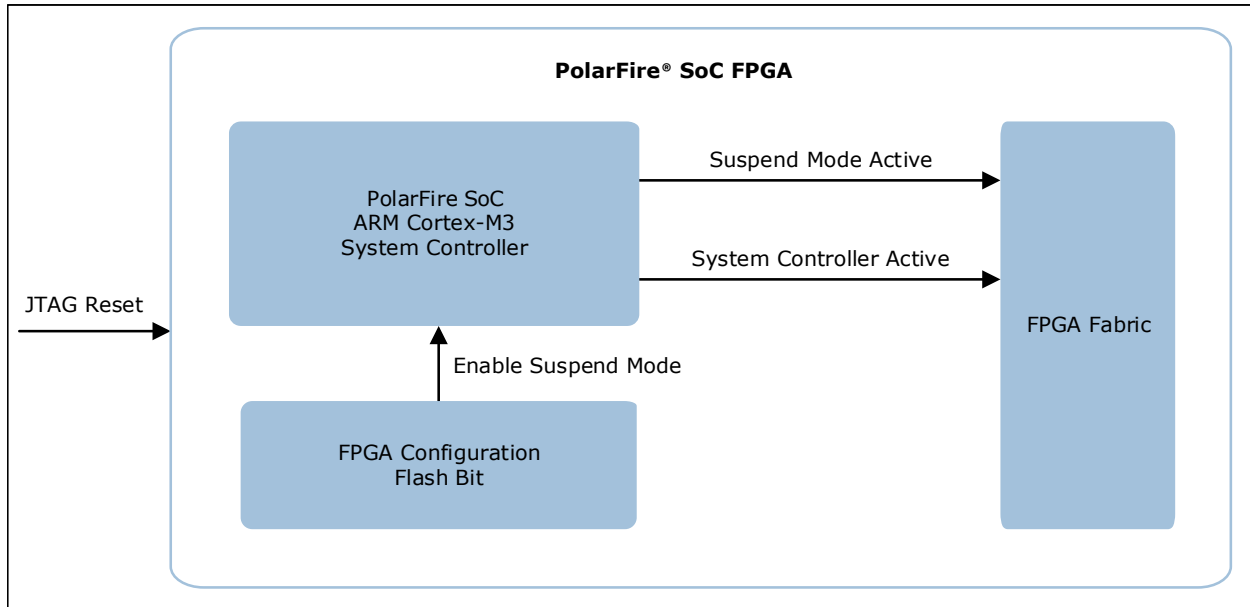 PolarFire® SoC FPGA
PolarFire SoC
ARM Cortex-M3
System Controller
Suspend Mode Active
System Controller Active
JTAG Reset
FPGA Fabric
Enable Suspend Mode
FPGA Configuration
Flash Bit